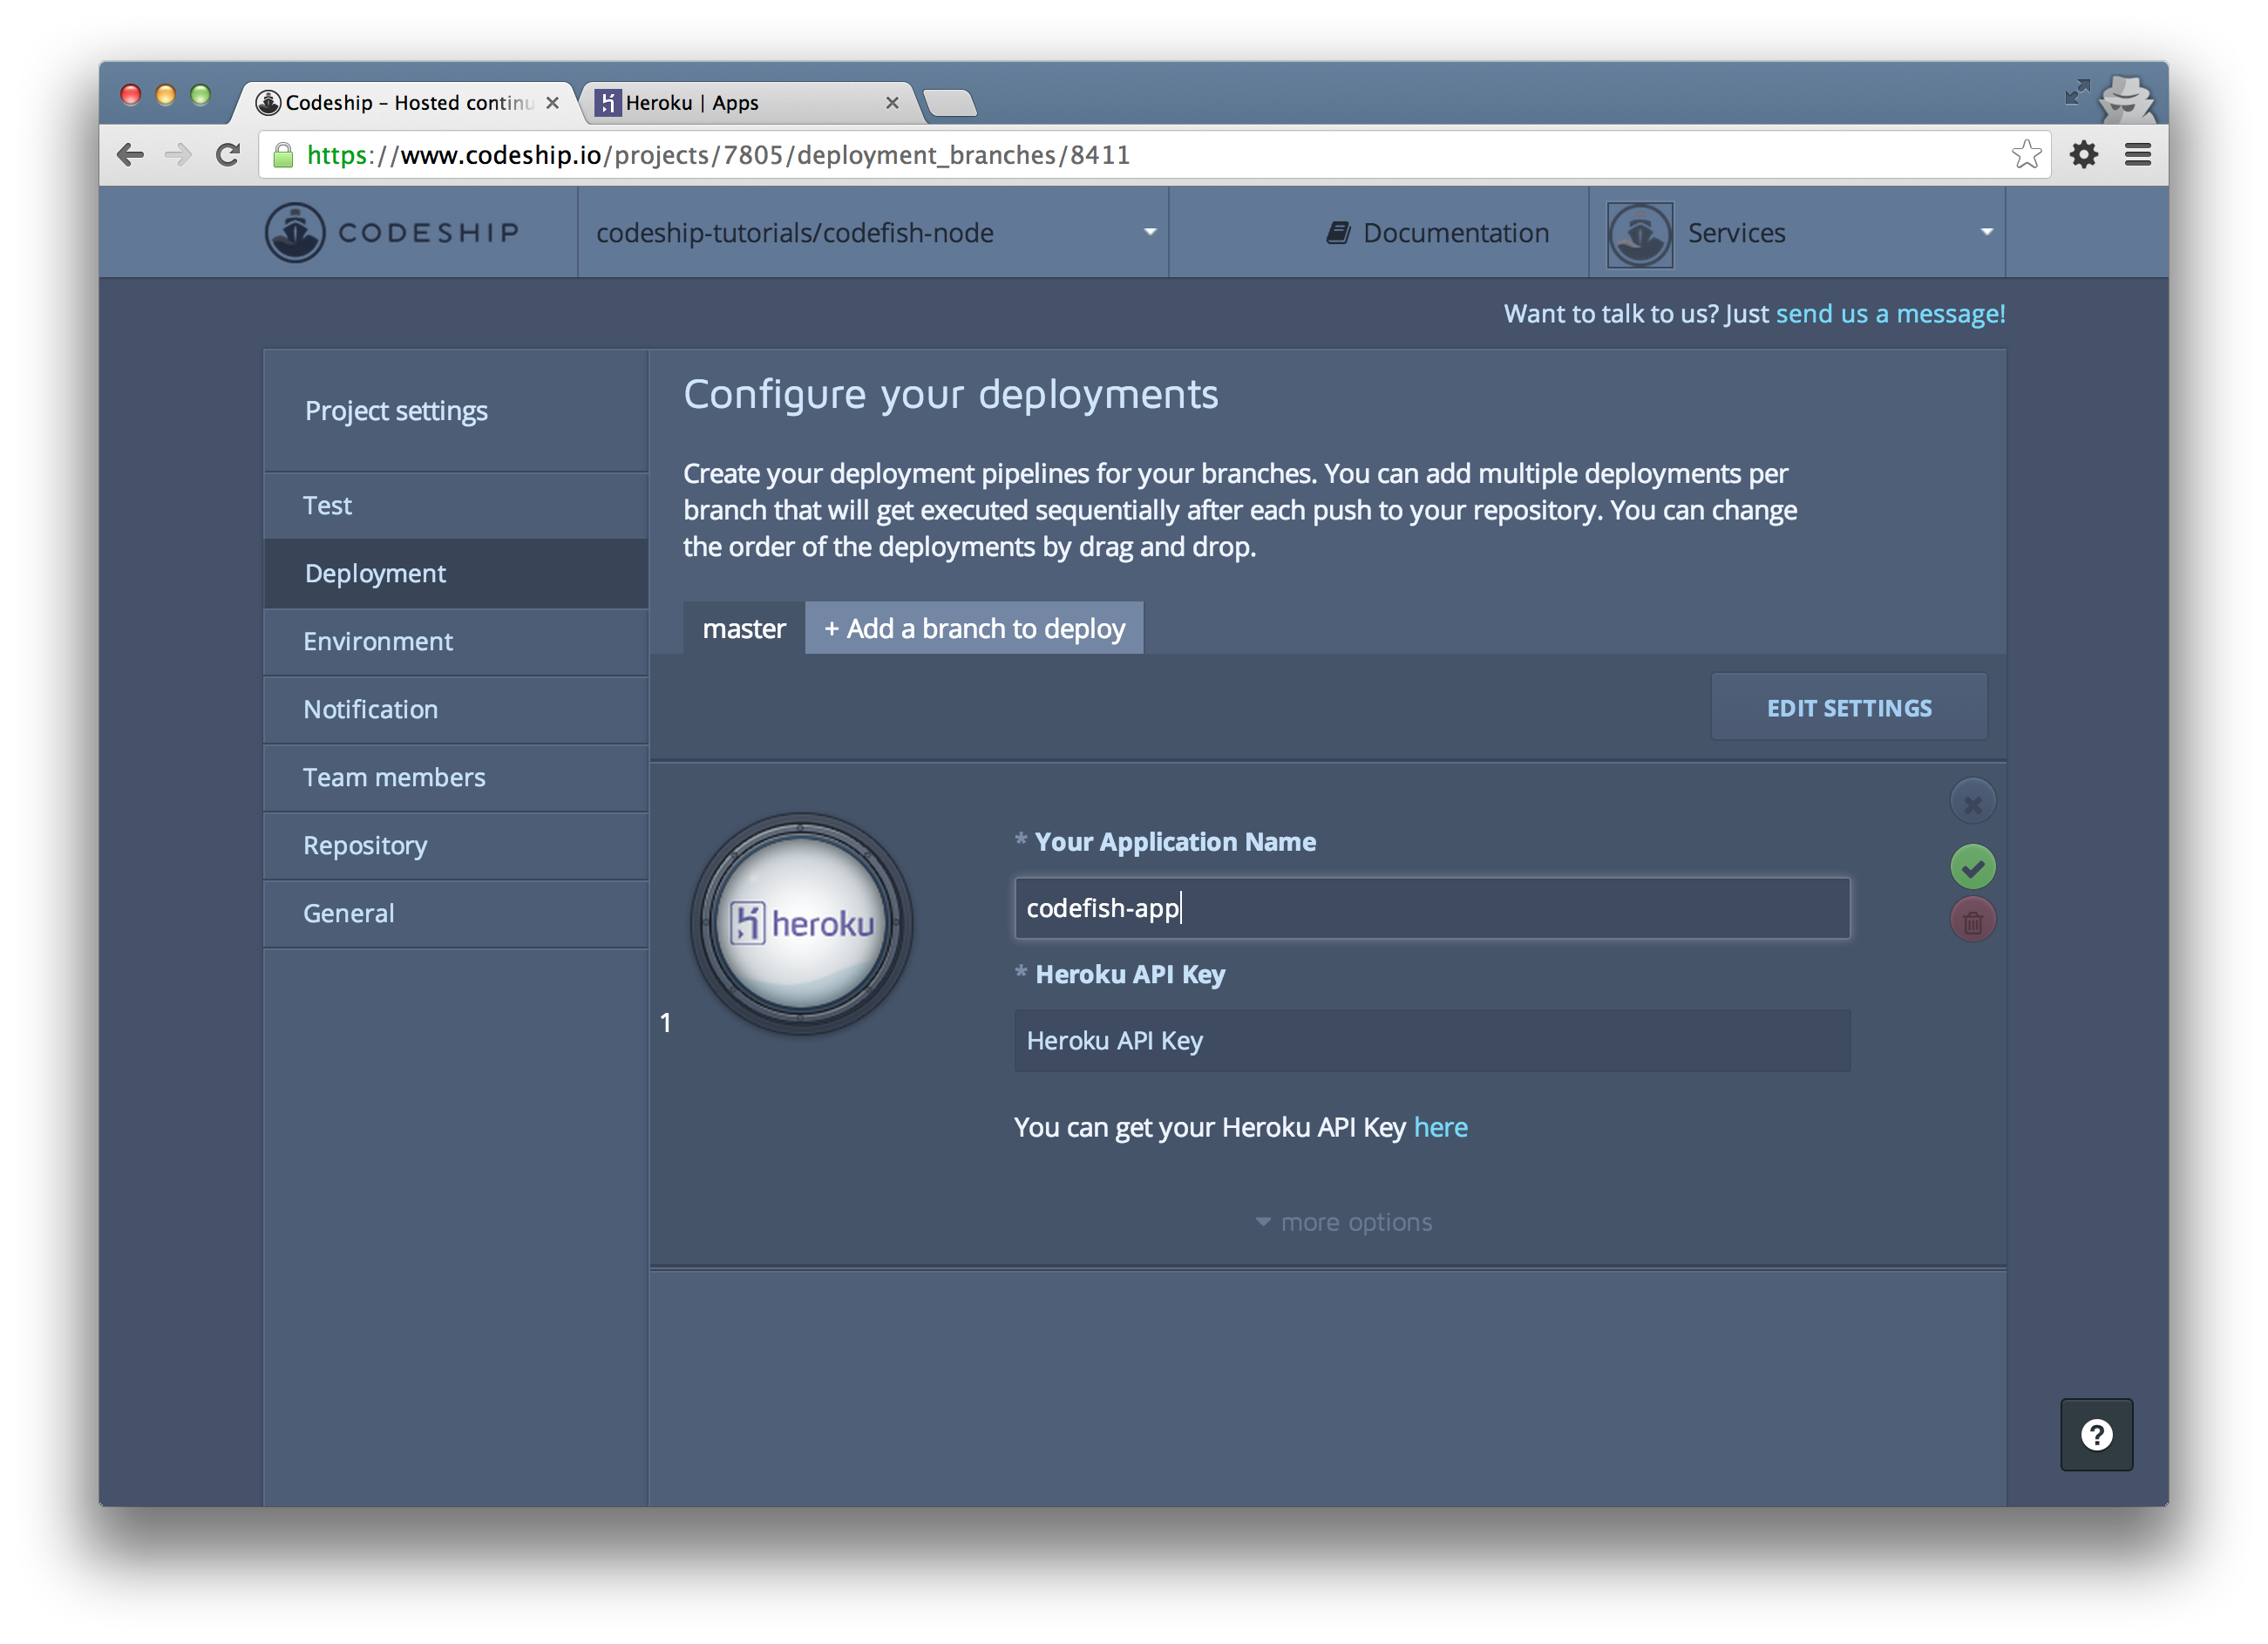 Codeship – Hosted continu
Heroku | Apps
https://www.codeship.io/projects/7805/deployment_branches/8411
CODESHIP
codeship-tutorials/codefish-node
Documentation
Services
Want to talk to us? Just send us a message!
Project settings
Test
Deployment
Environment
Notification
Team members
Repository
General
Configure your deployments
Create your deployment pipelines for your branches. You can add multiple deployments per
branch that will get executed sequentially after each push to your repository. You can change
the order of the deployments by drag and drop.
master
+ Add a branch to deploy
EDIT SETTINGS
1
heroku
* Your Application Name
codefish-app
* Heroku API Key
Heroku API Key
You can get your Heroku API Key here
more options
?